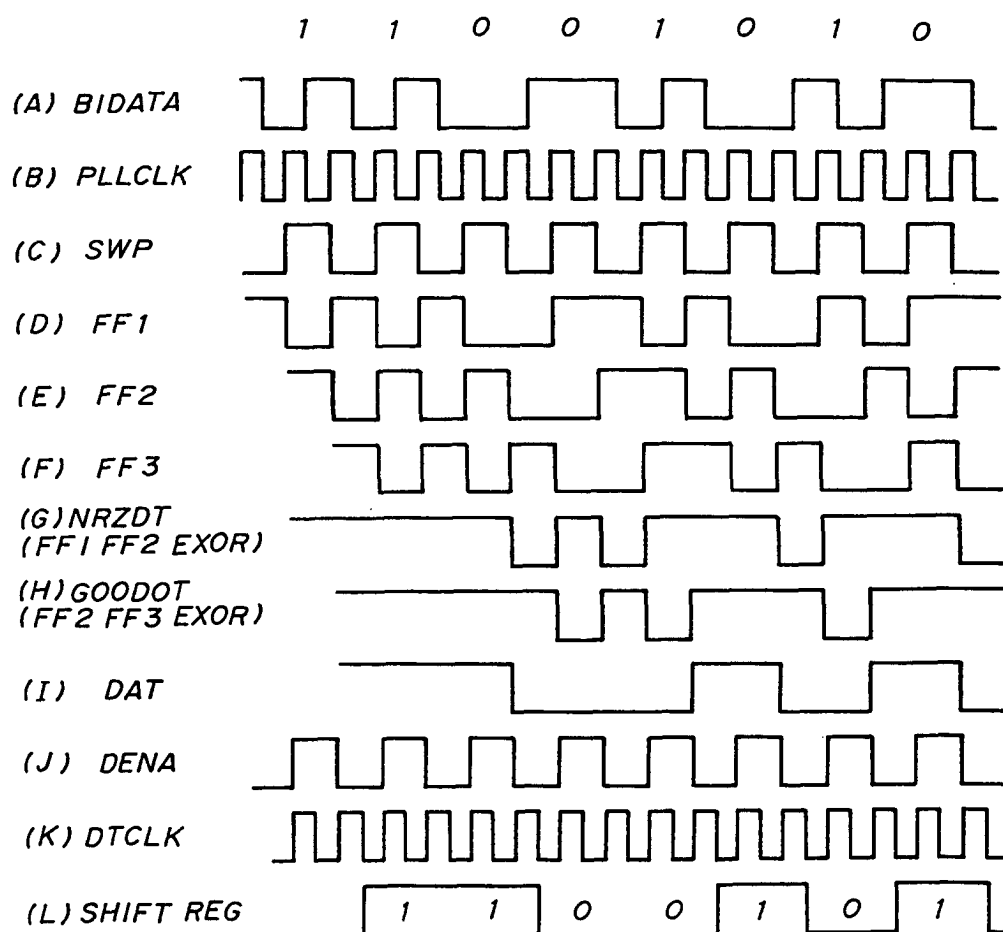 1 1 0 0 1 0 1 0
(A) BIDATA
(B) PLLCLK
(C) SWP
(D) FF1
(E) FF2
(F) FF3
(G)NRZDT
(FF1 FF2 EXOR)
(H)GOODOT
(FF2 FF3 EXOR)
(I) DAT
(J) DENA
(K) DTCLK
(L) SHIFT REG 1 1 0 0 1 0 1